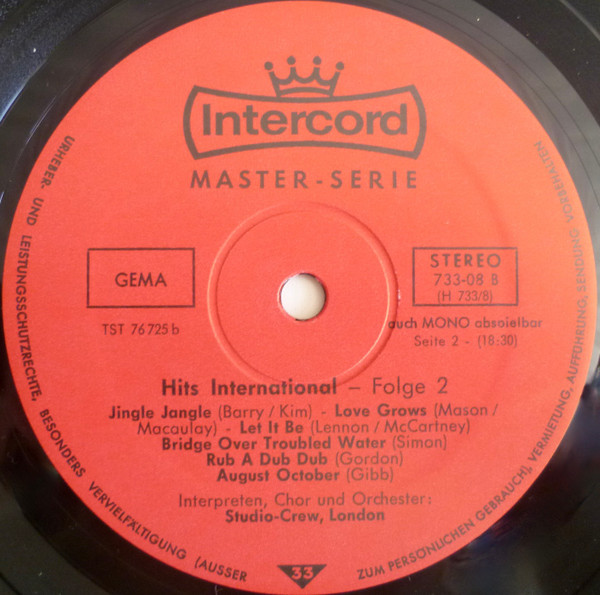 Intercord
MASTER-SERIE
GEMA
TST 76 725 b
STEREO
733-08 B
(H 733/8)
auch MONO absoielbar
Seite 2 - (18:30)
Hits International – Folge 2
Jingle Jangle (Barry / Kim) - Love Grows (Mason /
Macaulay) - Let It Be (Lennon / McCartney)
Bridge Over Troubled Water (Simon)
Rub A Dub Dub (Gordon)
August October (Gibb)
Interpreten, Chor und Orchester:
Studio-Crew, London
33
URHEBER- UND LEISTUNGSSCHUTZRECHTE, BESONDERS VERVIELFÄLTIGUNG (AUSSER ZUM PERSÖNLICHEN GEBRAUCH), VERMIETUNG, AUFFÜHRUNG, SENDUNG VORBEHALTEN